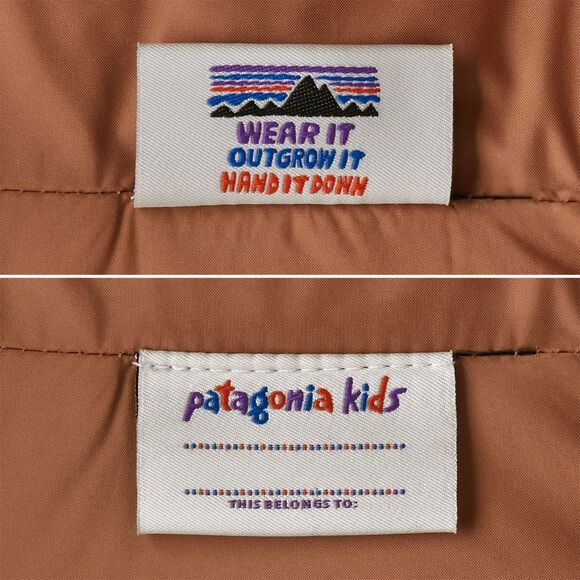 WEAR IT
OUTGROW IT
HAND IT DOWN
patagonia kids
THIS BELONGS TO: